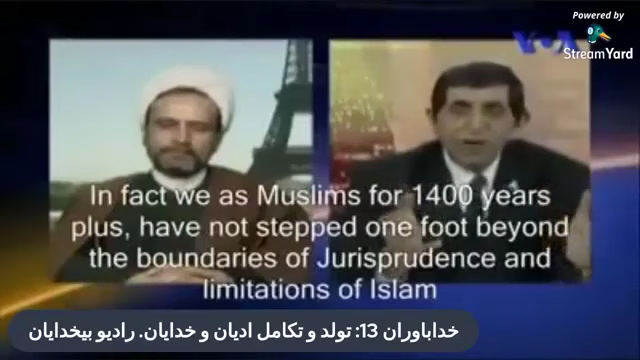 Powered by
VOA
StreamYard
In fact we as Muslims for 1400 years
plus, have not stepped one foot beyond
the boundaries of Jurisprudence and
limitations of Islam
خداباوران 13: تولد و تکامل ادیان و خدایان. رادیو بیخدایان